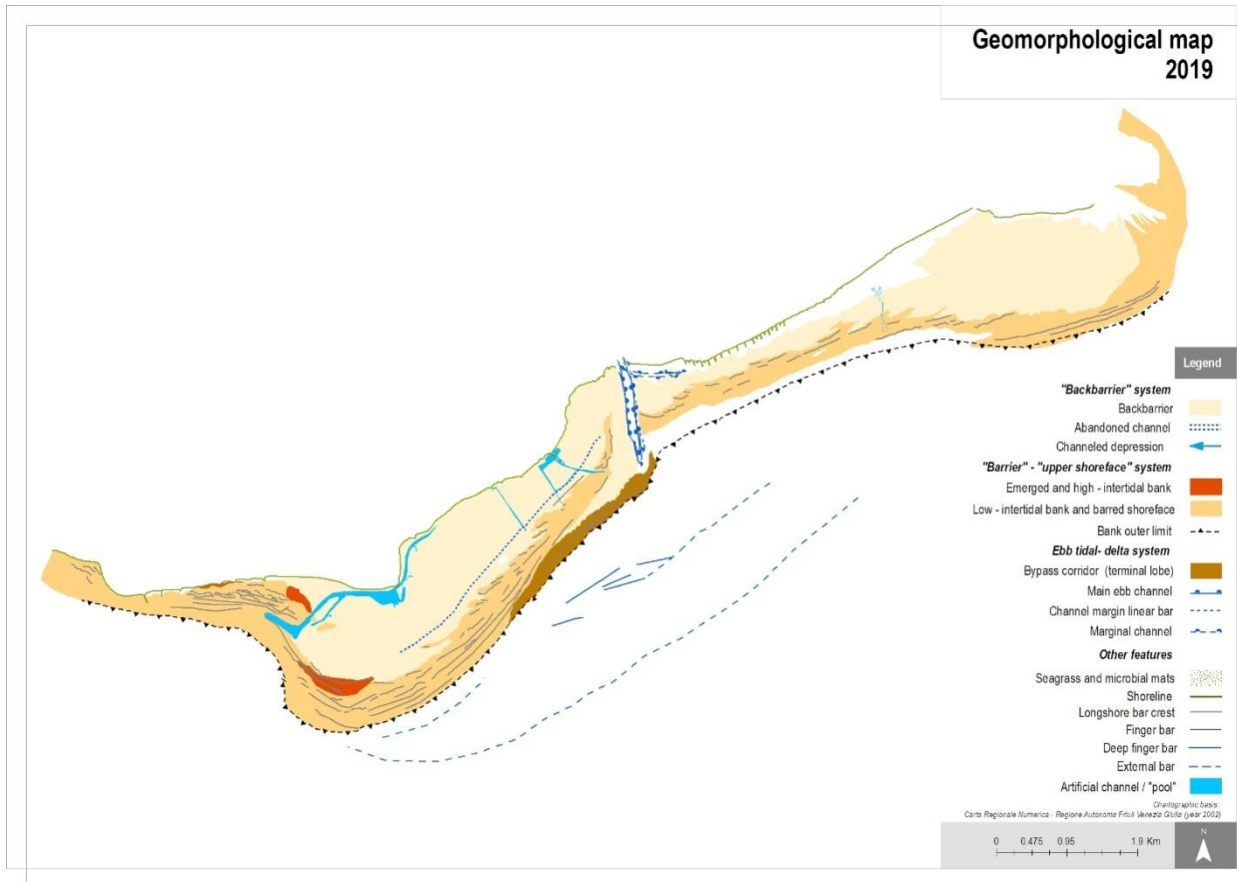 Geomorphological map
2019
Legend
"Backbarrier" system
Backbarrier
Abandoned channel
Channeled depression
"Barrier" - "upper shoreface" system
Emerged and high - intertidal bank
Low - intertidal bank and barred shoreface
Bank outer limit
Ebb tidal- delta system
Bypass corridor (terminal lobe)
Main ebb channel
Channel margin linear bar
Marginal channel
Other features
Seagrass and microbial mats
Shoreline
Longshore bar crest
Finger bar
Deep finger bar
External bar
Artificial channel / "pool"
Chartographic basis:
Carta Regionale Numerica - Regione Autonoma Friuli Venezia Giulia (year 2002)
0 0.475 0.95 1.9 Km
N